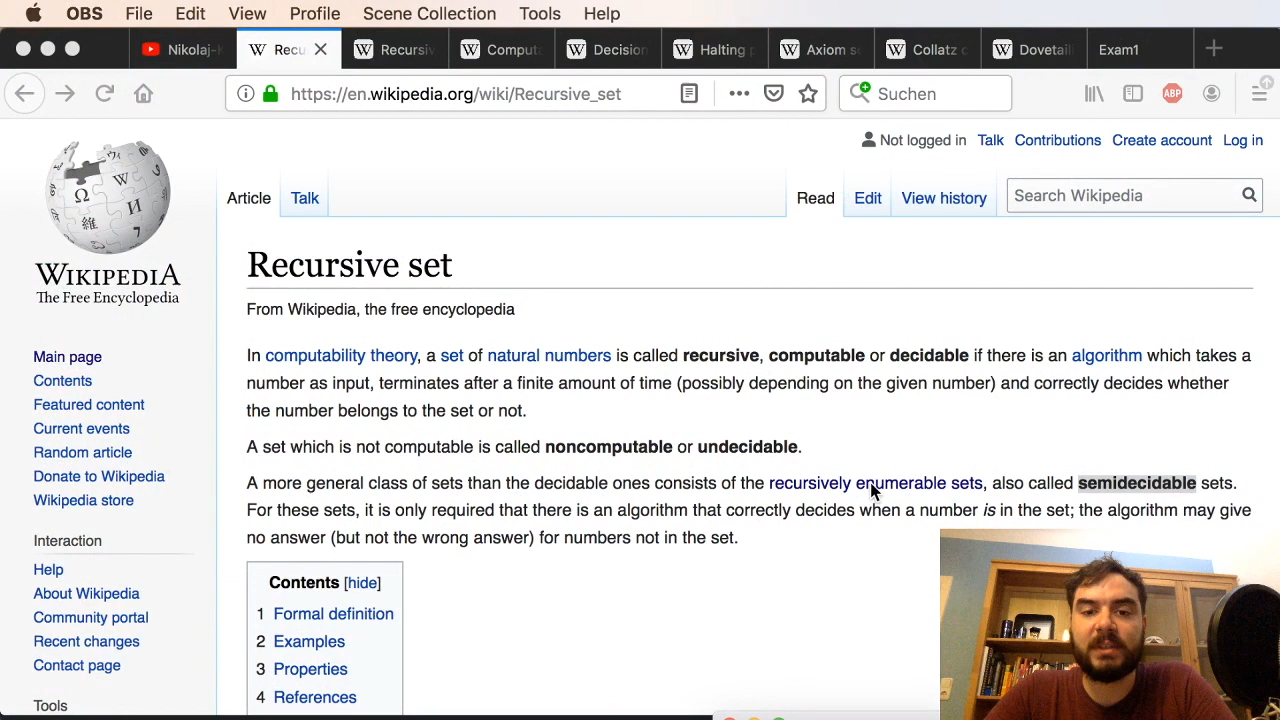 OBS File Edit View Profile Scene Collection Tools Help
Nikolaj- Recu Recursiv Comput Decision Halting Axiom s Collatz Dovetail Exam1
https://en.wikipedia.org/wiki/Recursive_set Suchen ABP
Not logged in Talk Contributions Create account Log in
Article Talk Read Edit View history Search Wikipedia
WIKIPEDIA
The Free Encyclopedia
Main page
Contents
Featured content
Current events
Random article
Donate to Wikipedia
Wikipedia store
Interaction
Help
About Wikipedia
Community portal
Recent changes
Contact page
Tools
Recursive set
From Wikipedia, the free encyclopedia
In computability theory, a set of natural numbers is called recursive, computable or decidable if there is an algorithm which takes a
number as input, terminates after a finite amount of time (possibly depending on the given number) and correctly decides whether
the number belongs to the set or not.
A set which is not computable is called noncomputable or undecidable.
A more general class of sets than the decidable ones consists of the recursively enumerable sets, also called semidecidable sets.
For these sets, it is only required that there is an algorithm that correctly decides when a number is in the set; the algorithm may give
no answer (but not the wrong answer) for numbers not in the set.
Contents [hide]
1 Formal definition
2 Examples
3 Properties
4 References